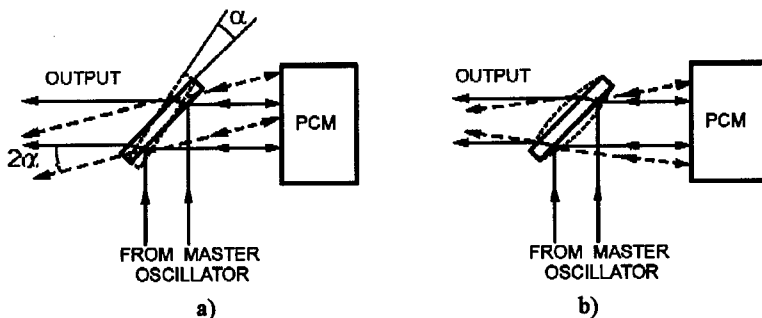 α
OUTPUT
PCM
2α
FROM MASTER
OSCILLATOR
a)
OUTPUT
PCM
FROM MASTER
OSCILLATOR
b)